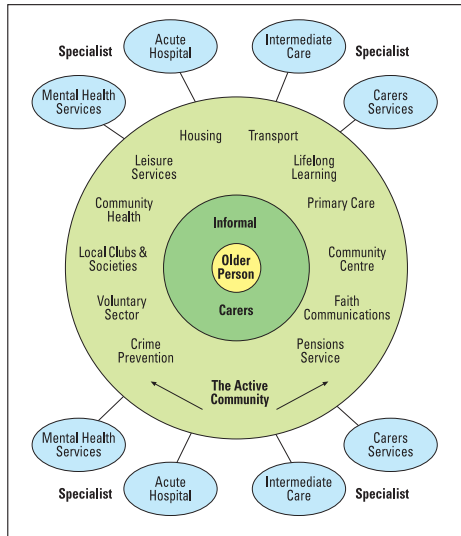 Specialist
Acute
Hospital
Intermediate
Care
Specialist
Mental Health
Services
Carers
Services
Housing
Transport
Leisure
Services
Lifelong
Learning
Community
Health
Primary Care
Informal
Local Clubs &
Societies
Older
Person
Community
Centre
Voluntary
Sector
Carers
Faith
Communications
Crime
Prevention
Pensions
Service
The Active
Community
Mental Health
Services
Carers
Services
Specialist
Acute
Hospital
Intermediate
Care
Specialist